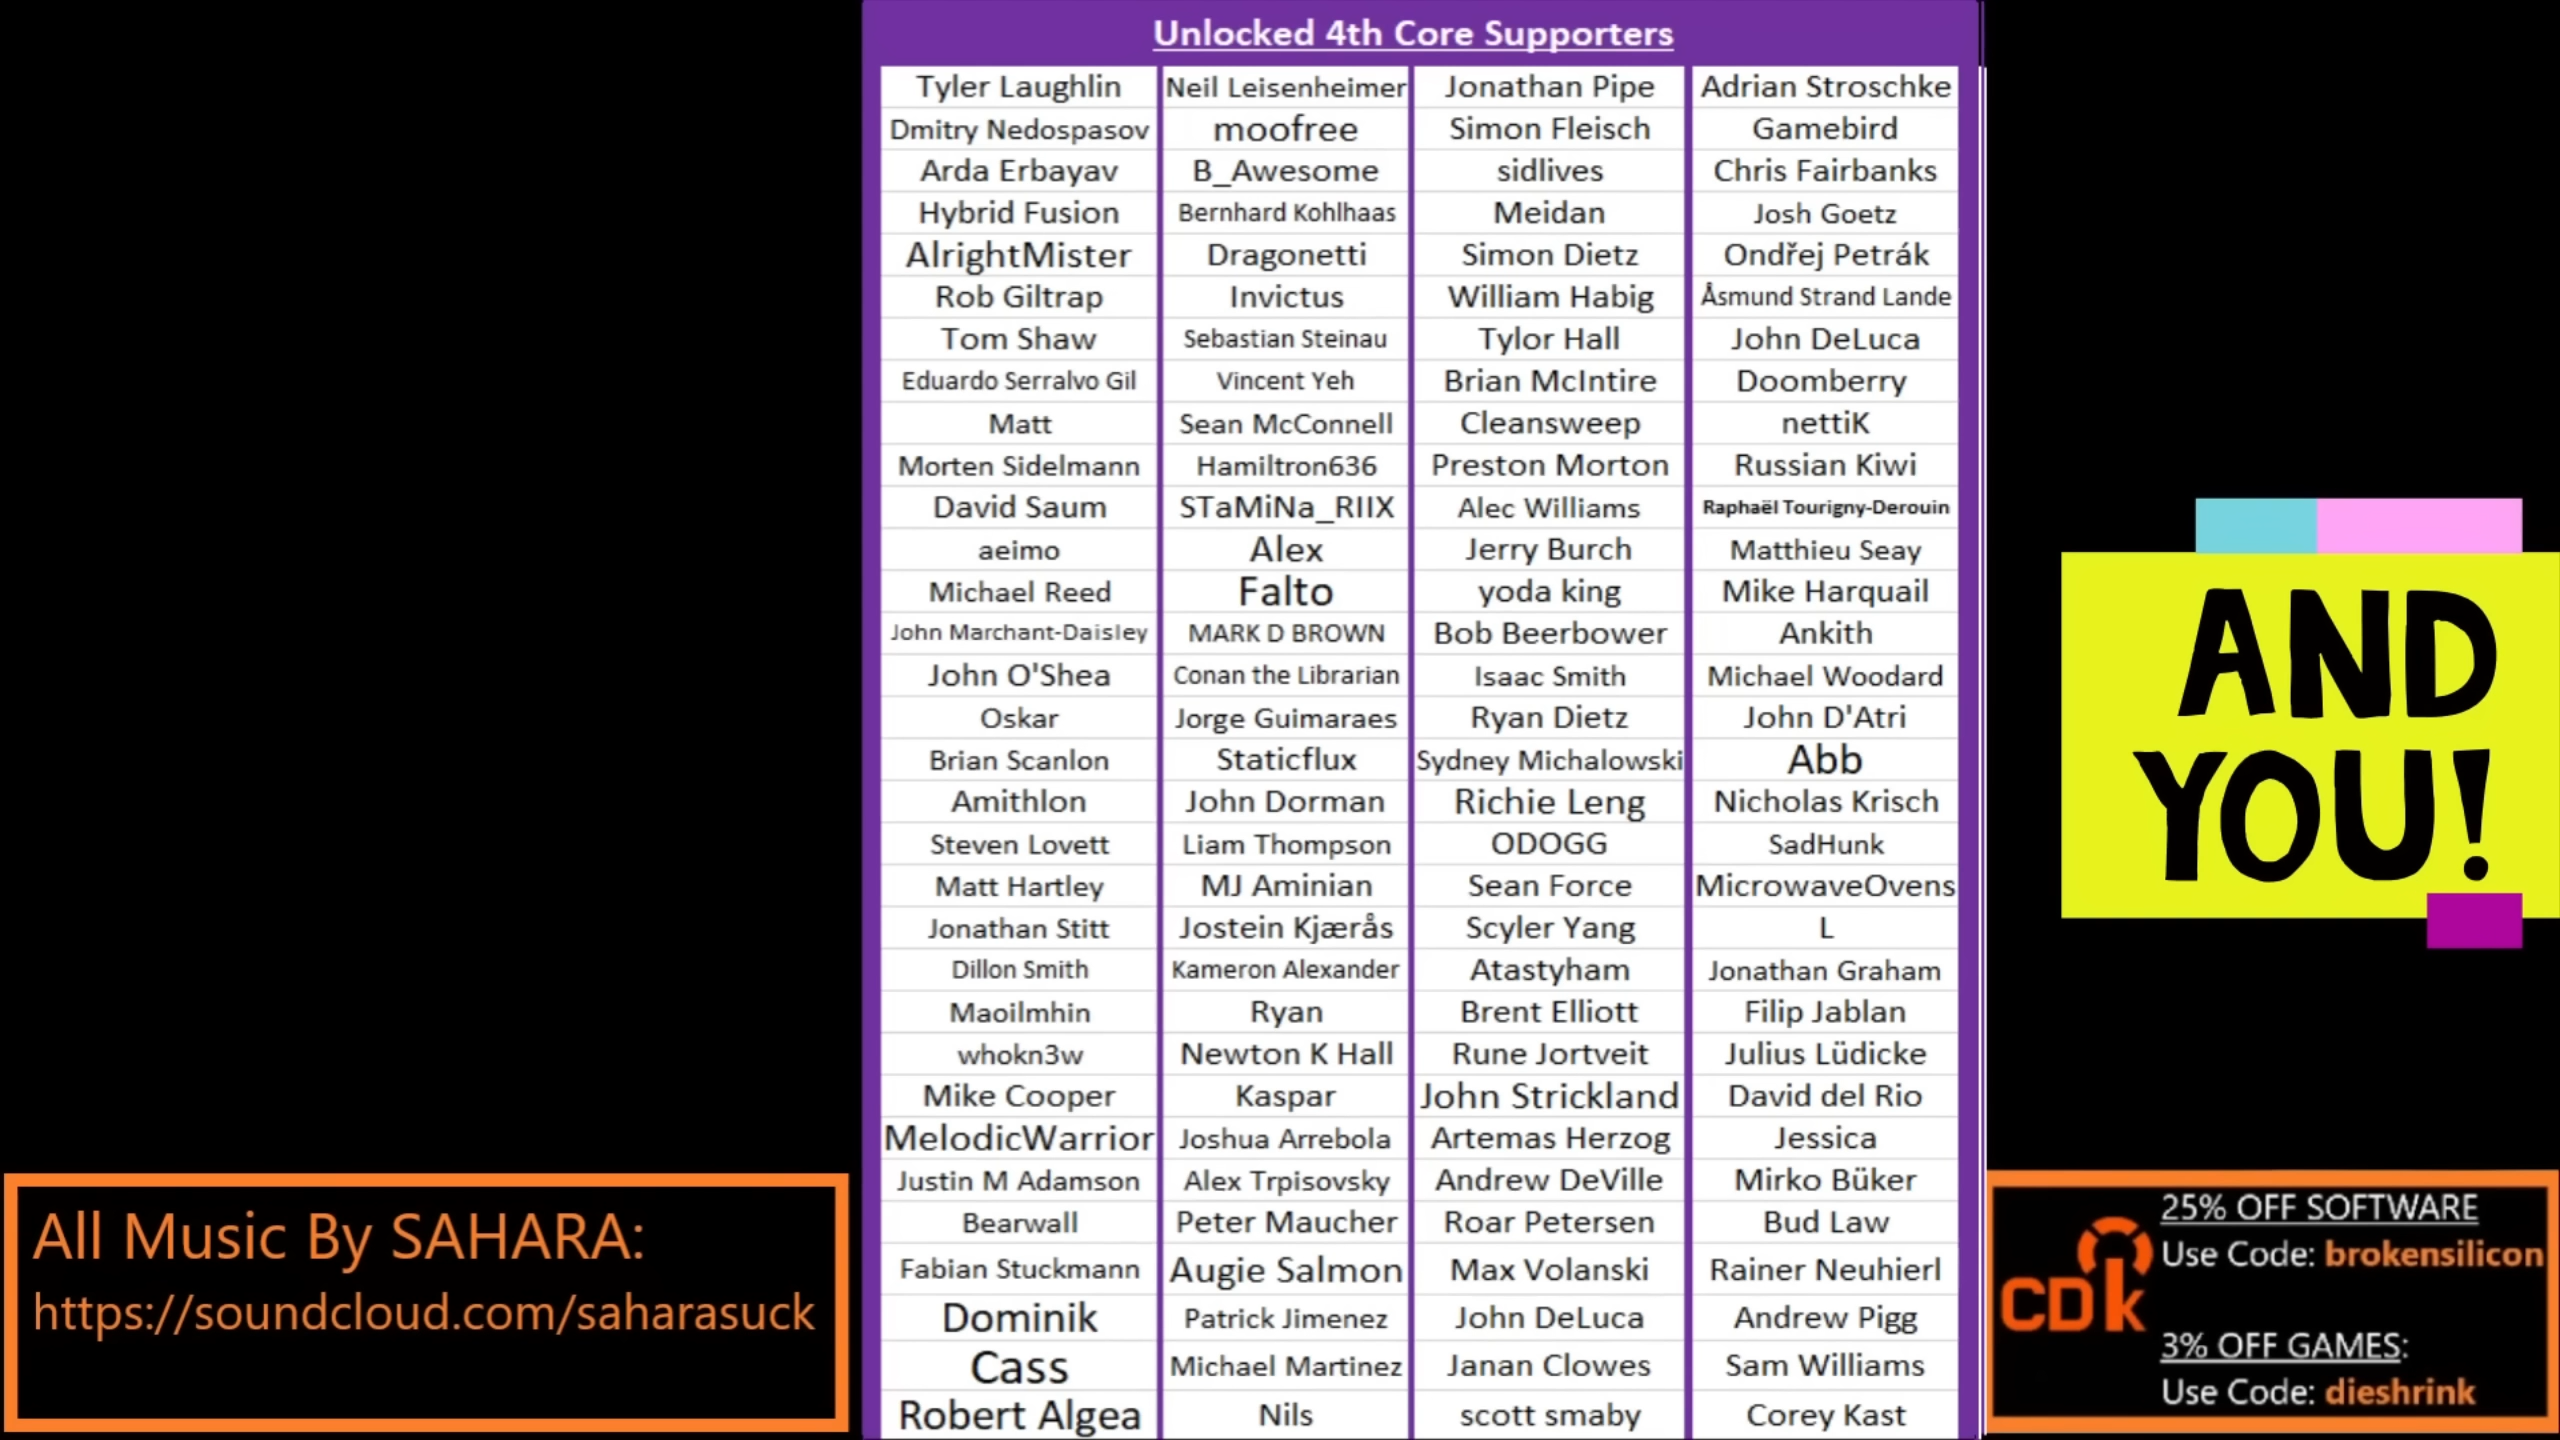 Unlocked 4th Core Supporters
Tyler Laughlin Neil Leisenheimer Jonathan Pipe Adrian Stroschke
Dmitry Nedospasov moofree Simon Fleisch Gamebird
Arda Erbayav B_Awesome sidlives Chris Fairbanks
Hybrid Fusion Bernhard Kohlhaas Meidan Josh Goetz
AlrightMister Dragonetti Simon Dietz Ondřej Petrák
Rob Giltrap Invictus William Habig Åsmund Strand Lande
Tom Shaw Sebastian Steinau Tylor Hall John DeLuca
Eduardo Serralvo Gil Vincent Yeh Brian McIntire Doomberry
Matt Sean McConnell Cleansweep nettiK
Morten Sidelmann Hamiltron636 Preston Morton Russian Kiwi
David Saum STaMiNa_RIIX Alec Williams Raphaël Tourigny-Derouin
aeimo Alex Jerry Burch Matthieu Seay
Michael Reed Falto yoda king Mike Harquail
John Marchant-Daisley MARK D BROWN Bob Beerbower Ankith
John O'Shea Conan the Librarian Isaac Smith Michael Woodard
Oskar Jorge Guimaraes Ryan Dietz John D'Atri
Brian Scanlon Staticflux Sydney Michalowski Abb
Amithlon John Dorman Richie Leng Nicholas Krisch
Steven Lovett Liam Thompson ODOGG SadHunk
Matt Hartley MJ Aminian Sean Force MicrowaveOvens
Jonathan Stitt Jostein Kjærås Scyler Yang L
Dillon Smith Kameron Alexander Atastyham Jonathan Graham
Maoilmhin Ryan Brent Elliott Filip Jablan
whokn3w Newton K Hall Rune Jortveit Julius Lüdicke
Mike Cooper Kaspar John Strickland David del Rio
MelodicWarrior Joshua Arrebola Artemas Herzog Jessica
Justin M Adamson Alex Trpisovsky Andrew DeVille Mirko Büker
Bearwall Peter Maucher Roar Petersen Bud Law
Fabian Stuckmann Augie Salmon Max Volanski Rainer Neuhierl
Dominik Patrick Jimenez John DeLuca Andrew Pigg
Cass Michael Martinez Janan Clowes Sam Williams
Robert Algea Nils scott smaby Corey Kast
AND
YOU!
All Music By SAHARA:
https://soundcloud.com/saharasuck
CDk
25% OFF SOFTWARE
Use Code: brokensilicon
3% OFF GAMES:
Use Code: dieshrink